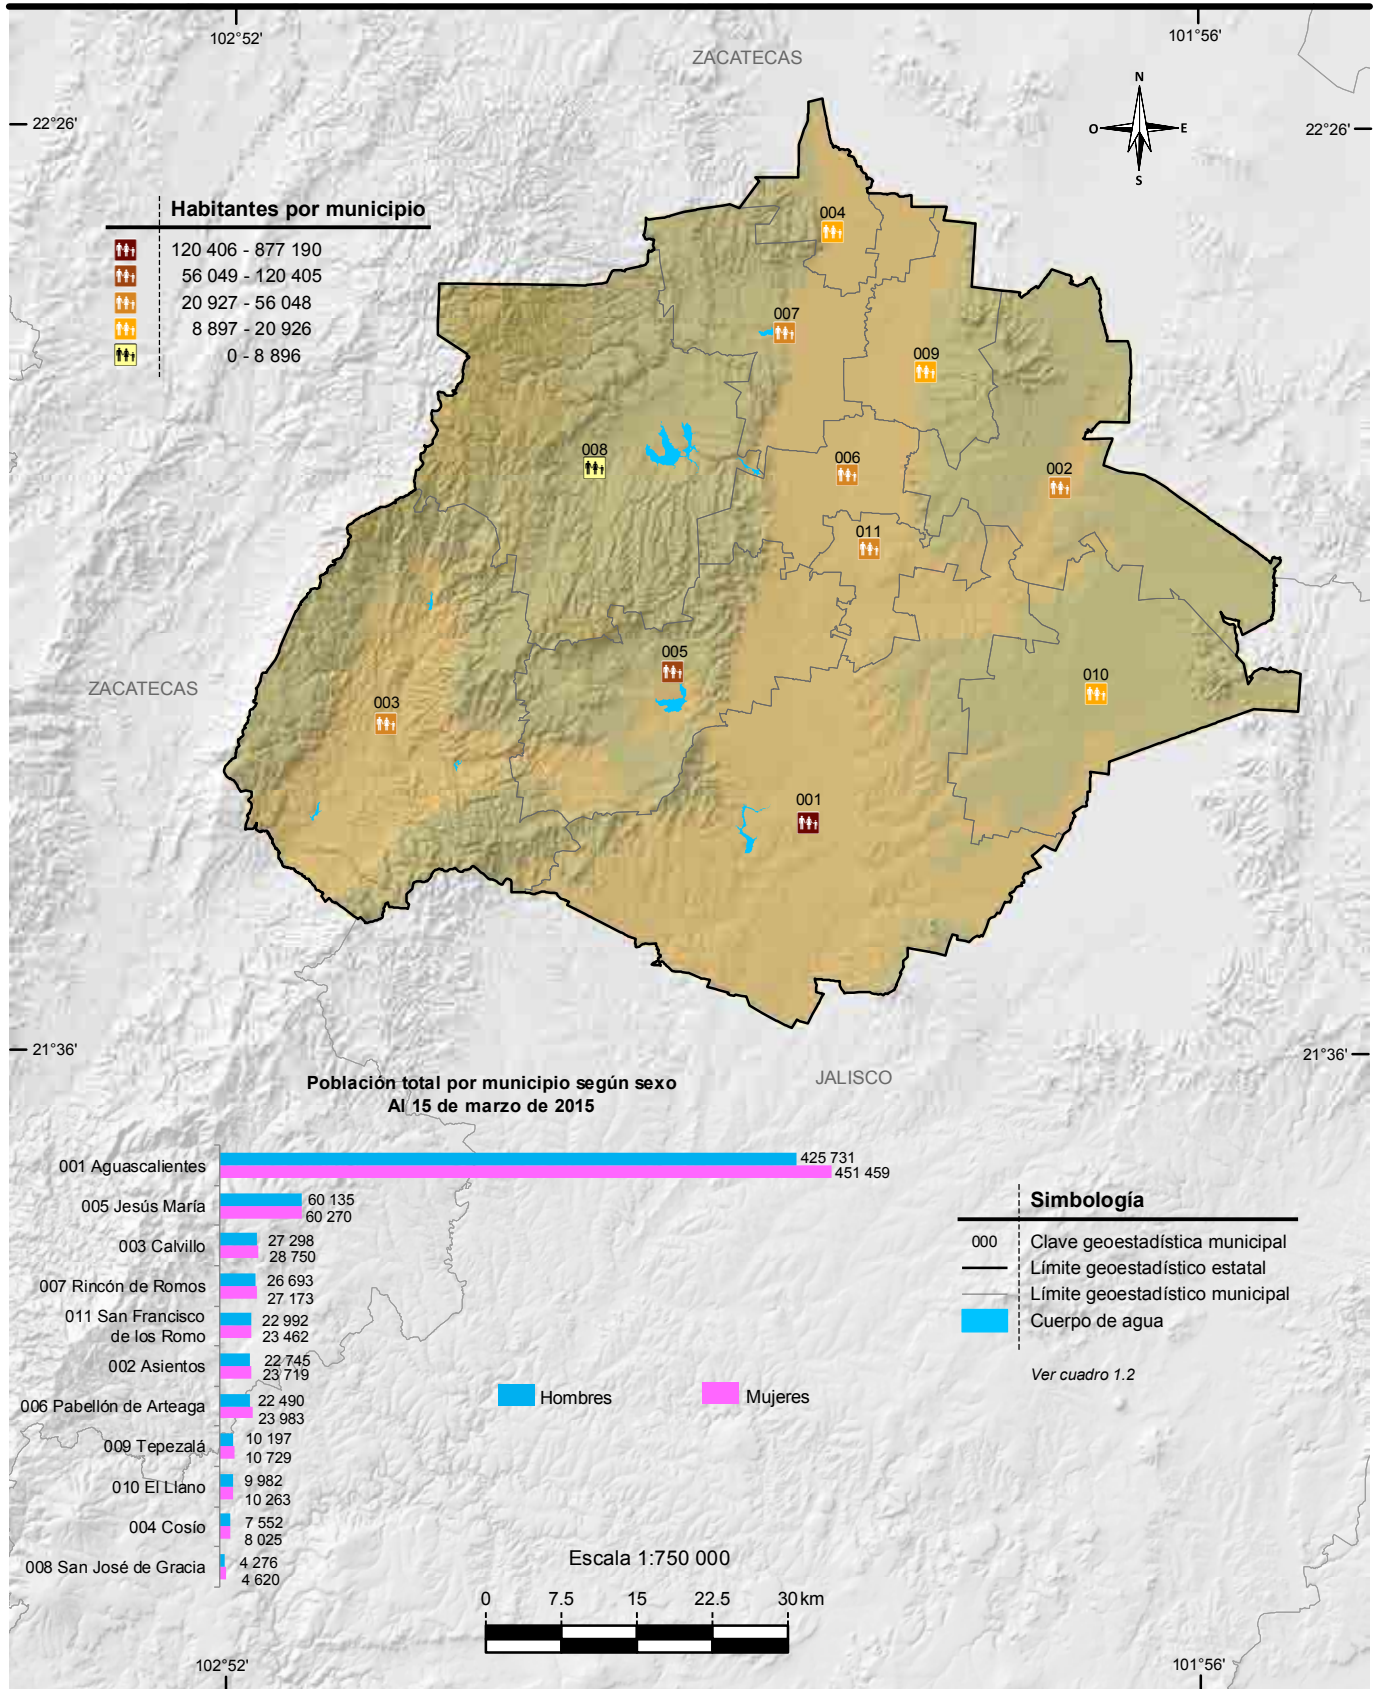 102°52'
101°56'
ZACATECAS
N
O
E
S
22°26'
22°26'
Habitantes por municipio
120 406 - 877 190
56 049 - 120 405
20 927 - 56 048
8 897 - 20 926
0 - 8 896
004
007
009
008
006
002
011
005
ZACATECAS
003
010
001
21°36'
21°36'
JALISCO
Población total por municipio según sexo
Al 15 de marzo de 2015
001 Aguascalientes
425 731
451 459
005 Jesús María
60 135
60 270
003 Calvillo
27 298
28 750
007 Rincón de Romos
26 693
27 173
011 San Francisco
de los Romo
22 992
23 462
002 Asientos
22 745
23 719
006 Pabellón de Arteaga
22 490
23 983
009 Tepezalá
10 197
10 729
010 El Llano
9 982
10 263
004 Cosío
7 552
8 025
008 San José de Gracia
4 276
4 620
Hombres
Mujeres
Simbología
000 Clave geoestadística municipal
Límite geoestadístico estatal
Límite geoestadístico municipal
Cuerpo de agua
Ver cuadro 1.2
Escala 1:750 000
0 7.5 15 22.5 30 km
102°52'
101°56'